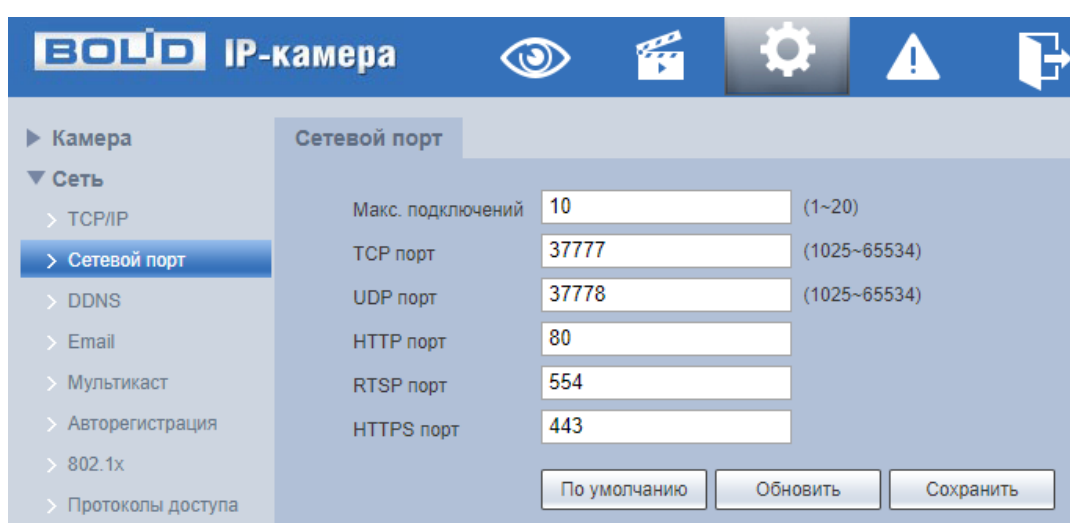 BOLID IP-камера
Камера
Сеть
TCP/IP
Сетевой порт
DDNS
Email
Мультикаст
Авторегистрация
802.1x
Протоколы доступа
Сетевой порт
Макс. подключений 10 (1~20)
TCP порт 37777 (1025~65534)
UDP порт 37778 (1025~65534)
HTTP порт 80
RTSP порт 554
HTTPS порт 443
По умолчанию Обновить Сохранить